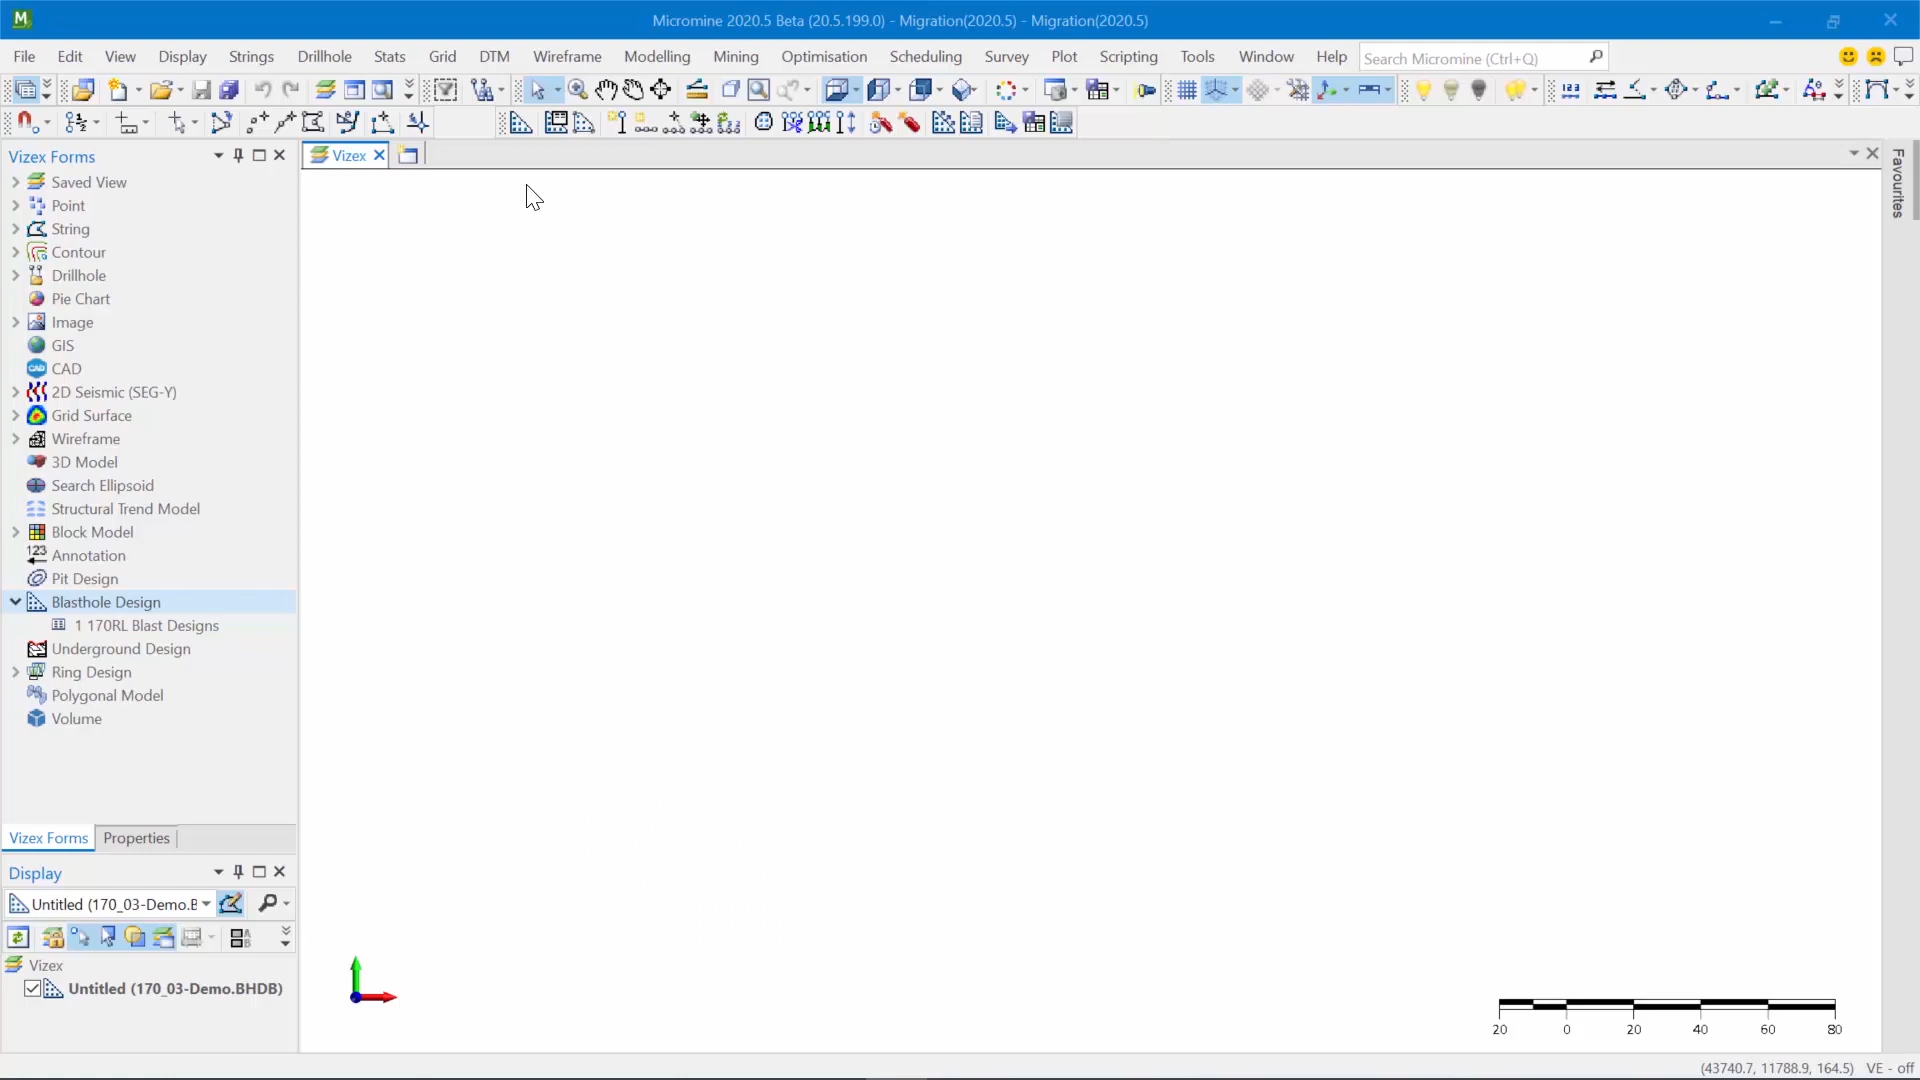 M
Micromine 2020.5 Beta (20.5.199.0) - Migration(2020.5) - Migration(2020.5)
File Edit View Display Strings Drillhole Stats Grid DTM Wireframe Modelling Mining Optimisation Scheduling Survey Plot Scripting Tools Window Help Search Micromine (Ctrl+Q)
Vizex Forms
Vizex
Favourites
Saved View
Point
String
Contour
Drillhole
Pie Chart
Image
GIS
CAD
2D Seismic (SEG-Y)
Grid Surface
Wireframe
3D Model
Search Ellipsoid
Structural Trend Model
Block Model
Annotation
Pit Design
Blasthole Design
1 170RL Blast Designs
Underground Design
Ring Design
Polygonal Model
Volume
Vizex Forms Properties
Display
Untitled (170_03-Demo.B
Vizex
Untitled (170_03-Demo.BHDB)
20 0 20 40 60 80
(43740.7, 11788.9, 164.5) VE - off